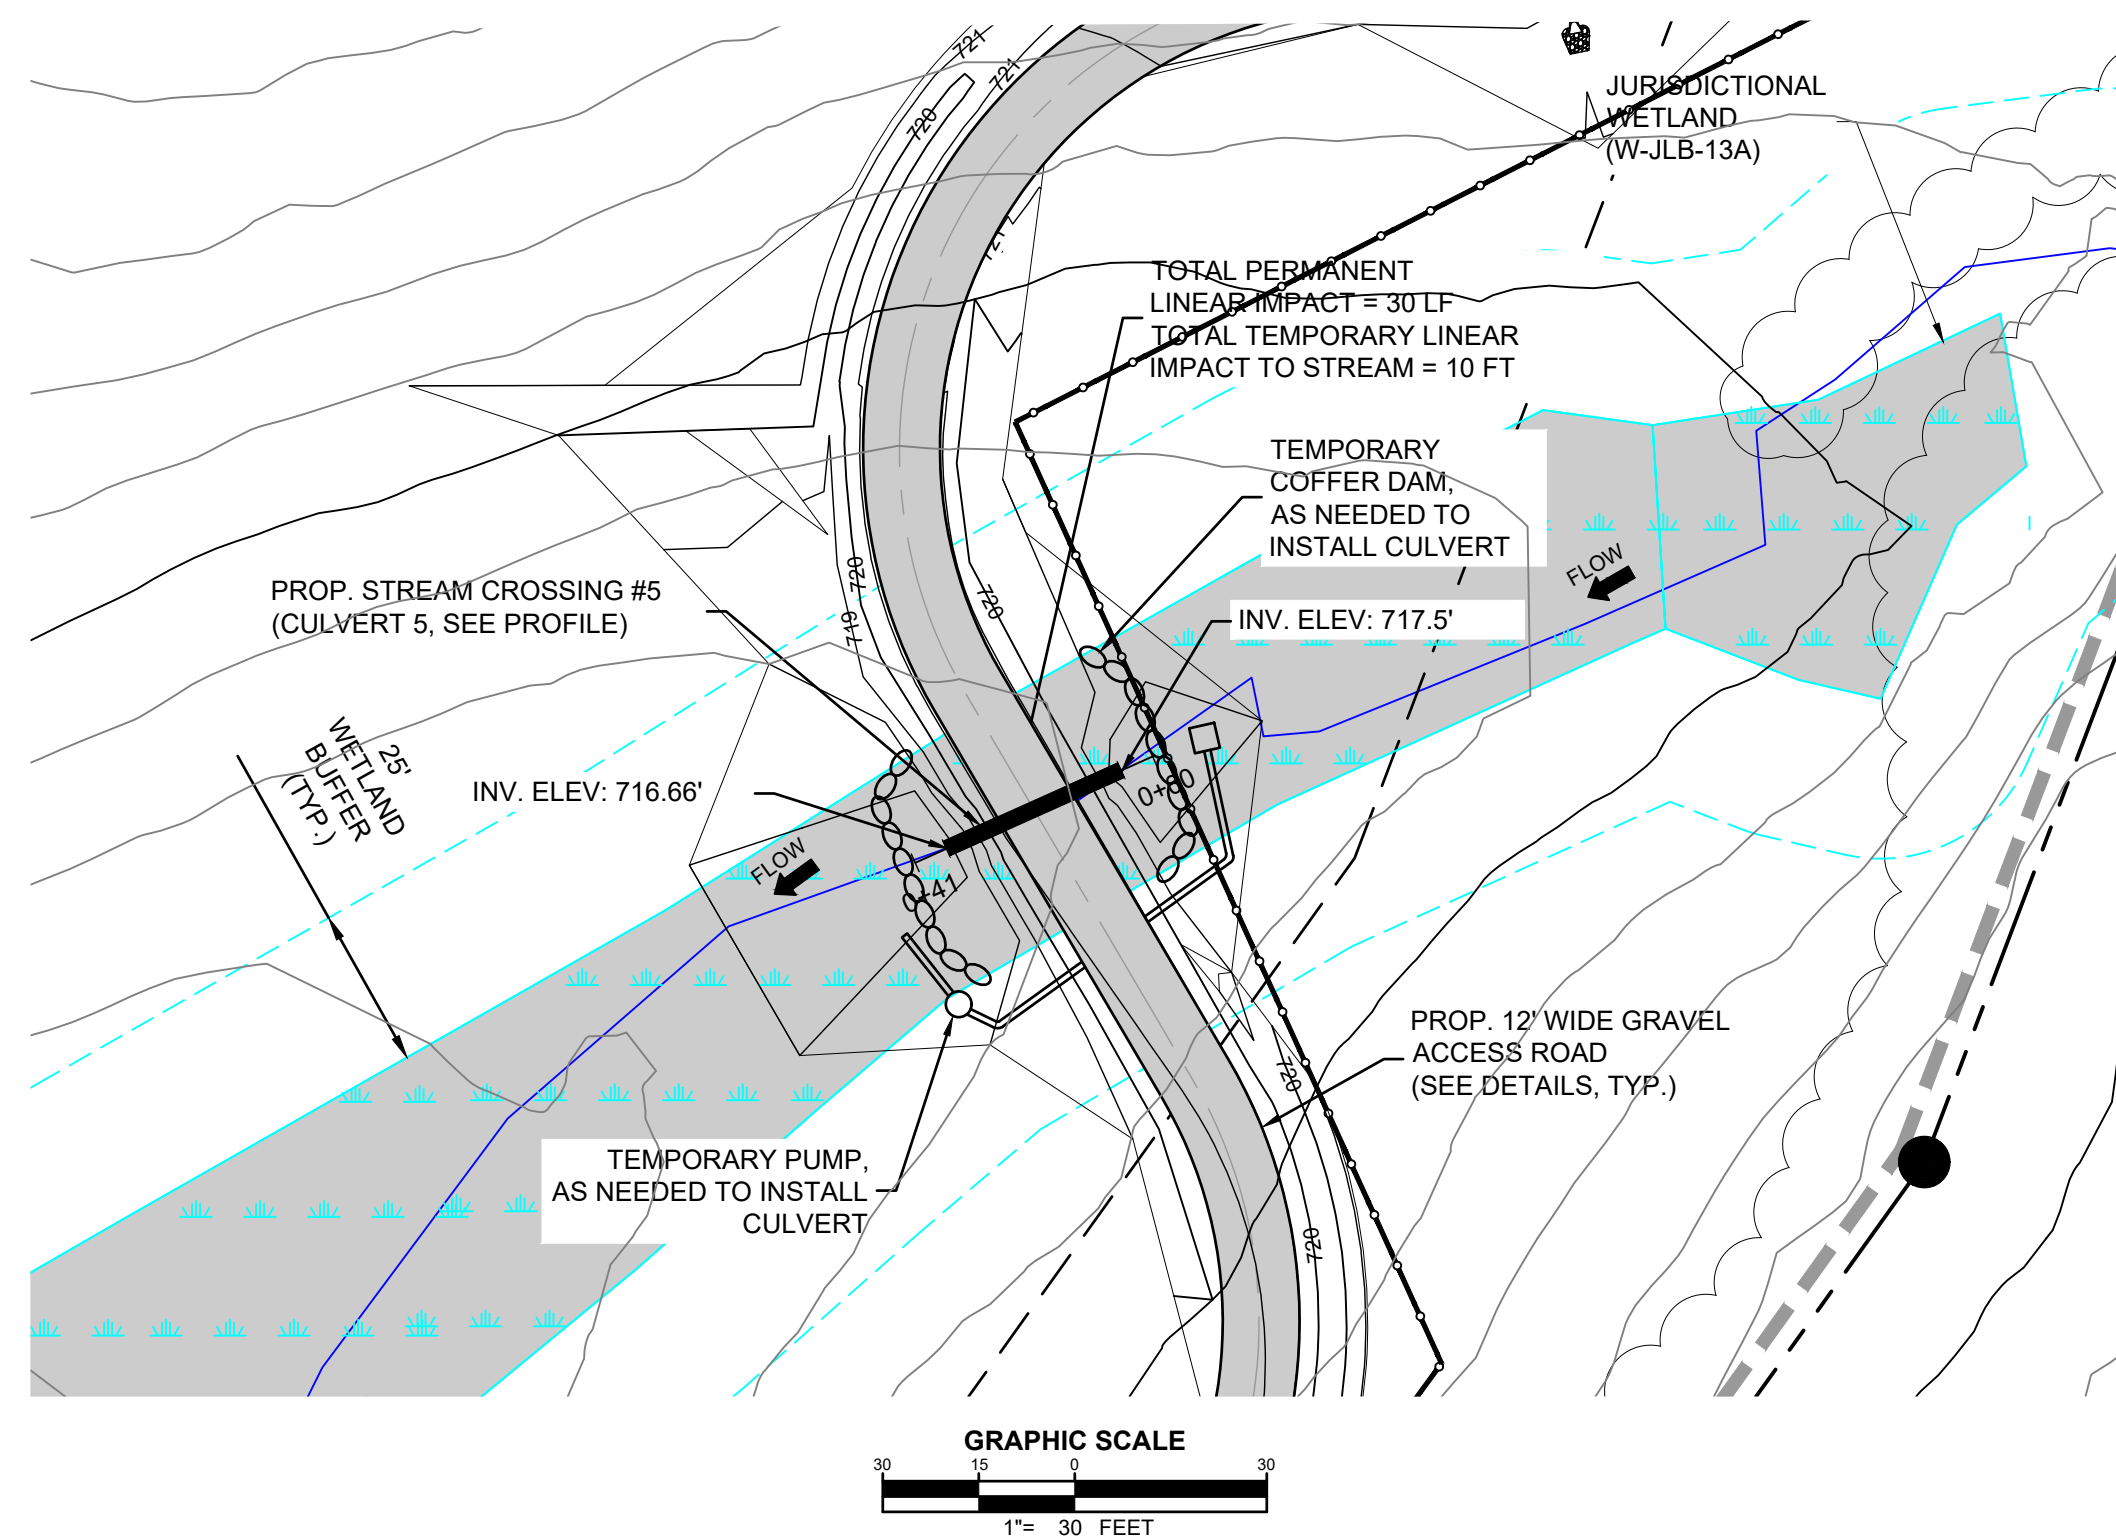 721
721
720
JURISDICTIONAL
WETLAND
(W-JLB-13A)
TOTAL PERMANENT
LINEAR IMPACT = 30 LF
TOTAL TEMPORARY LINEAR
IMPACT TO STREAM = 10 FT
TEMPORARY
COFFER DAM,
AS NEEDED TO
INSTALL CULVERT
FLOW
PROP. STREAM CROSSING #5
(CULVERT 5, SEE PROFILE)
720
719
720
INV. ELEV: 717.5'
25'
WETLAND
BUFFER
(TYP.)
INV. ELEV: 716.66'
0+80
FLOW
+41
PROP. 12' WIDE GRAVEL
ACCESS ROAD
(SEE DETAILS, TYP.)
720
TEMPORARY PUMP,
AS NEEDED TO INSTALL
CULVERT
720
GRAPHIC SCALE
30 15 0 30
1"= 30 FEET